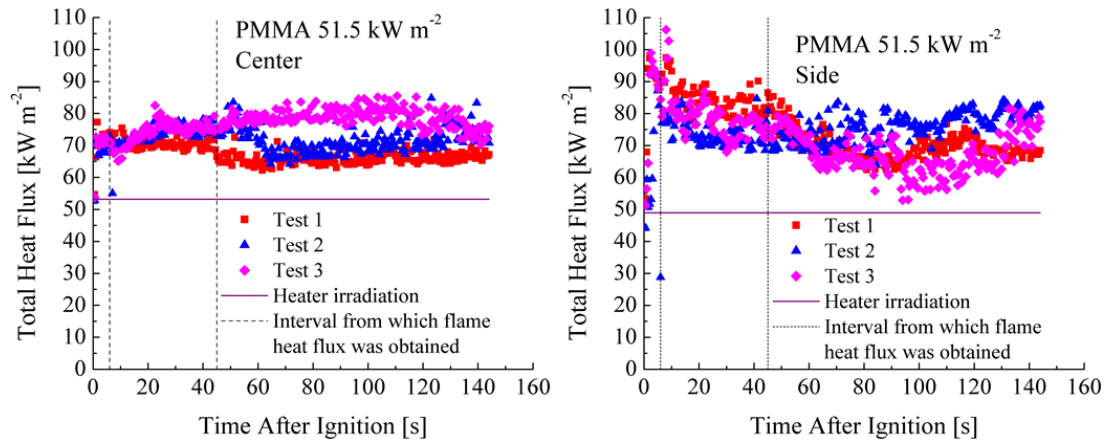 PMMA 51.5 kW m⁻²
Center
Total Heat Flux [kW m⁻²]
110
100
90
80
70
60
50
40
30
20
10
0
Test 1
Test 2
Test 3
Heater irradiation
Interval from which flame
heat flux was obtained
0 20 40 60 80 100 120 140 160
Time After Ignition [s]
PMMA 51.5 kW m⁻²
Side
Total Heat Flux [kW m⁻²]
110
100
90
80
70
60
50
40
30
20
10
0
Test 1
Test 2
Test 3
Heater irradiation
Interval from which flame
heat flux was obtained
0 20 40 60 80 100 120 140 160
Time After Ignition [s]